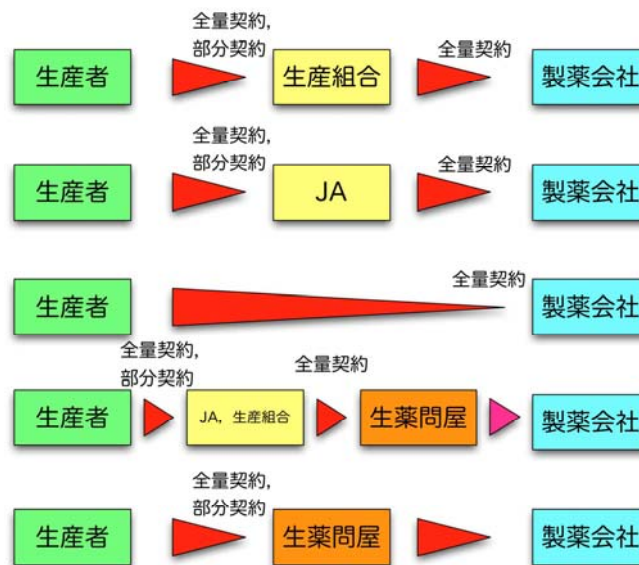 全量契約,
部分契約
全量契約
生産者
生産組合
製薬会社
全量契約,
部分契約
全量契約
生産者
JA
製薬会社
全量契約
生産者
製薬会社
全量契約,
部分契約
全量契約
生産者
JA, 生産組合
生薬問屋
製薬会社
全量契約,
部分契約
生産者
生薬問屋
製薬会社